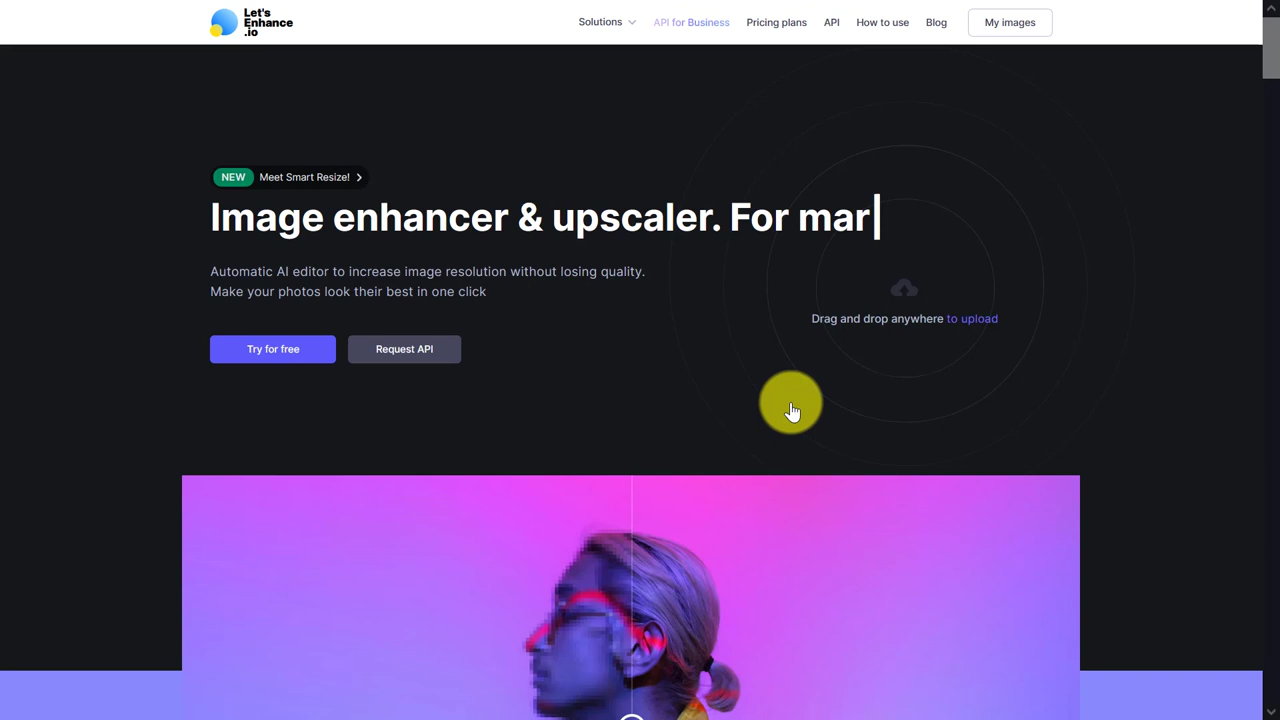 Let's
Enhance
.io
Solutions
API for Business
Pricing plans
API
How to use
Blog
My images
NEW Meet Smart Resize!
Image enhancer & upscaler. For mar
Automatic AI editor to increase image resolution without losing quality.
Make your photos look their best in one click
Drag and drop anywhere to upload
Try for free
Request API